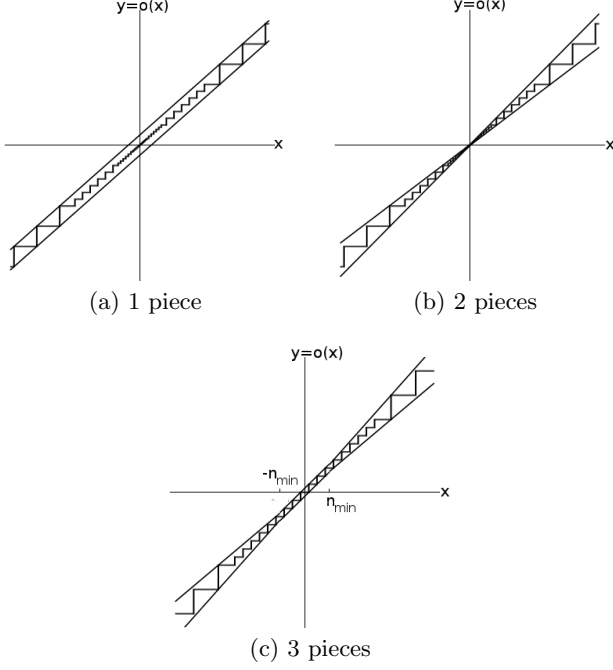 y=o(x) y=o(x)
x x
(a) 1 piece (b) 2 pieces
y=o(x)
-n_min
x
n_min
(c) 3 pieces